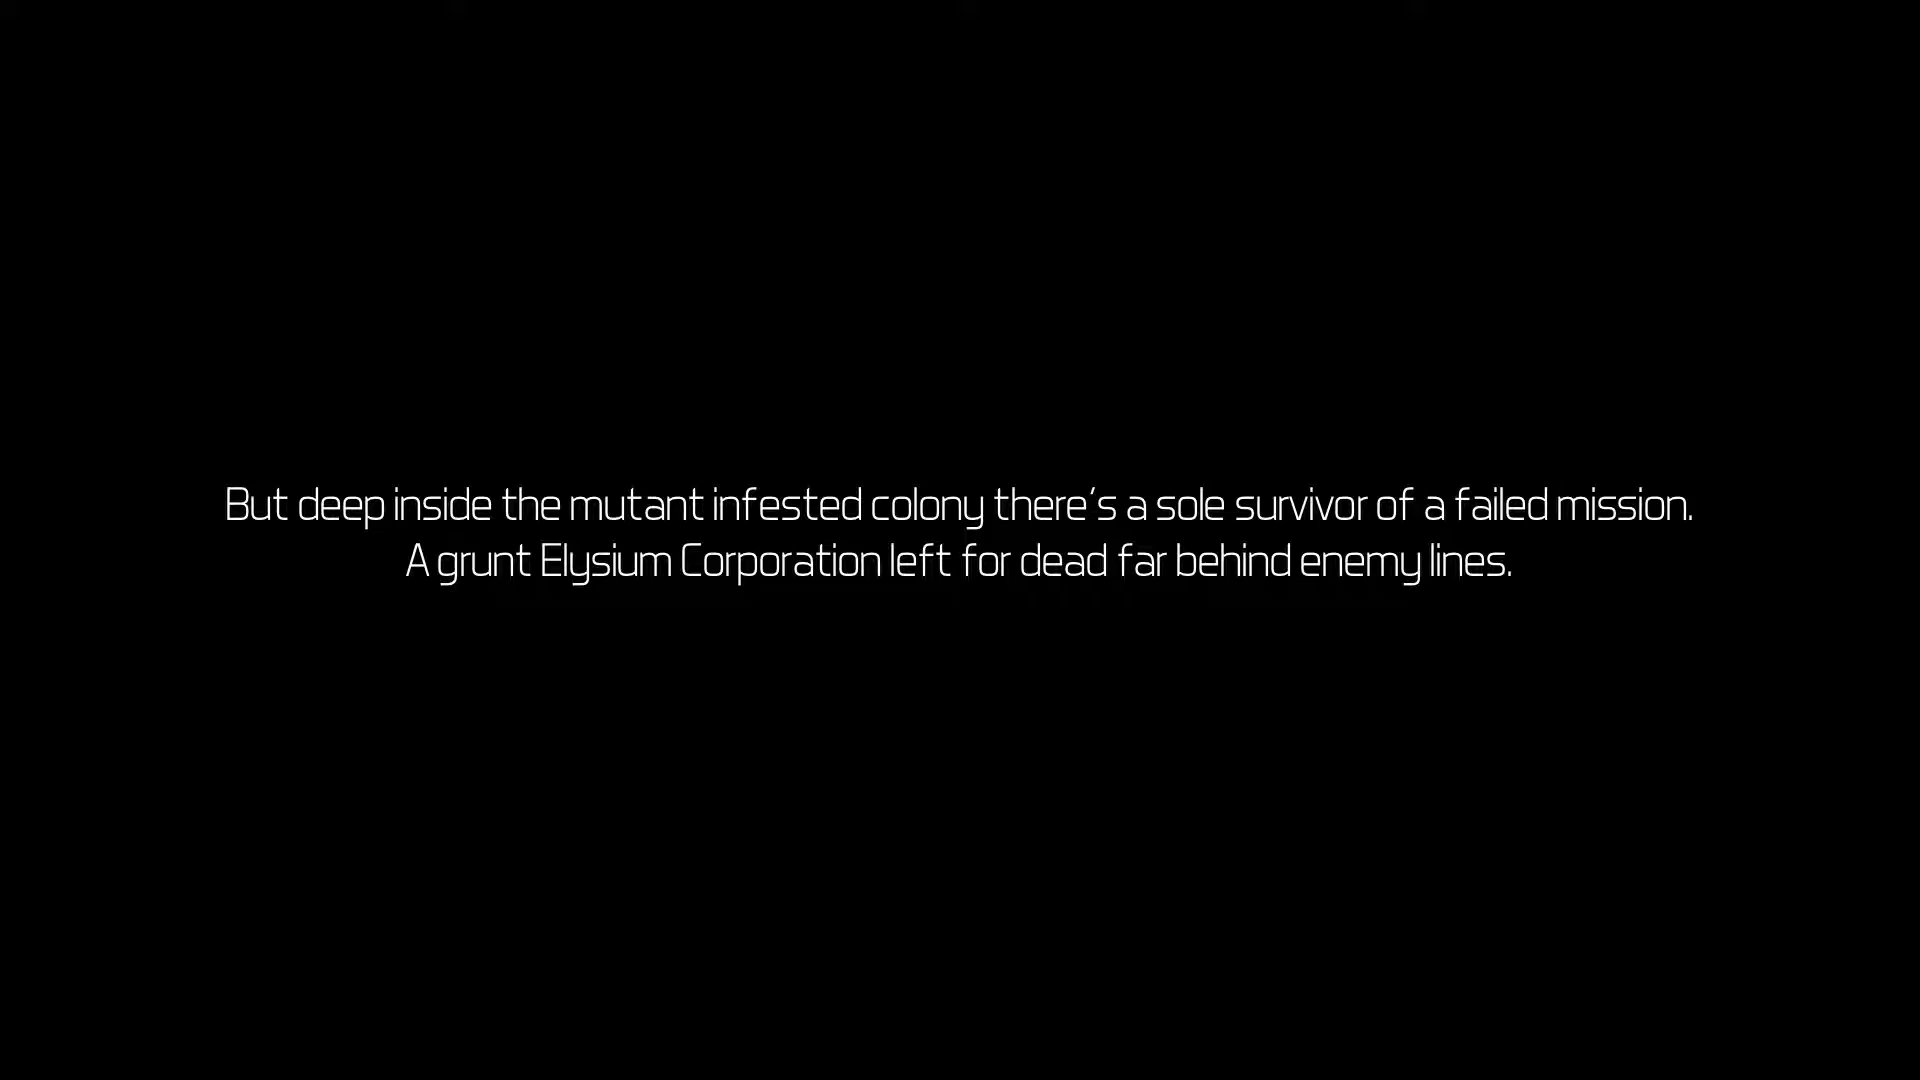 But deep inside the mutant infested colony there's a sole survivor of a failed mission.
A grunt Elysium Corporation left for dead far behind enemy lines.